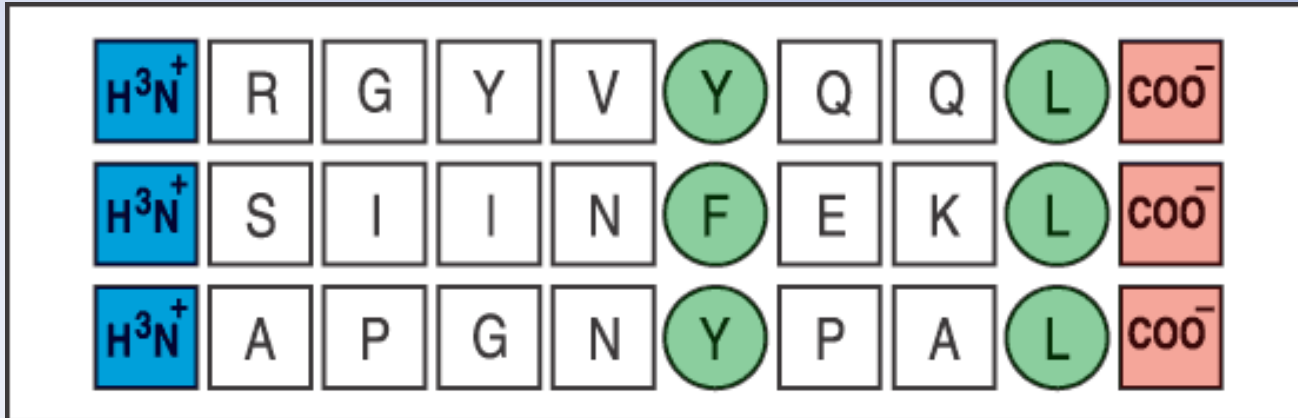 H³N⁺ R G Y V Y Q Q L COO⁻
H³N⁺ S I I N F E K L COO⁻
H³N⁺ A P G N Y P A L COO⁻